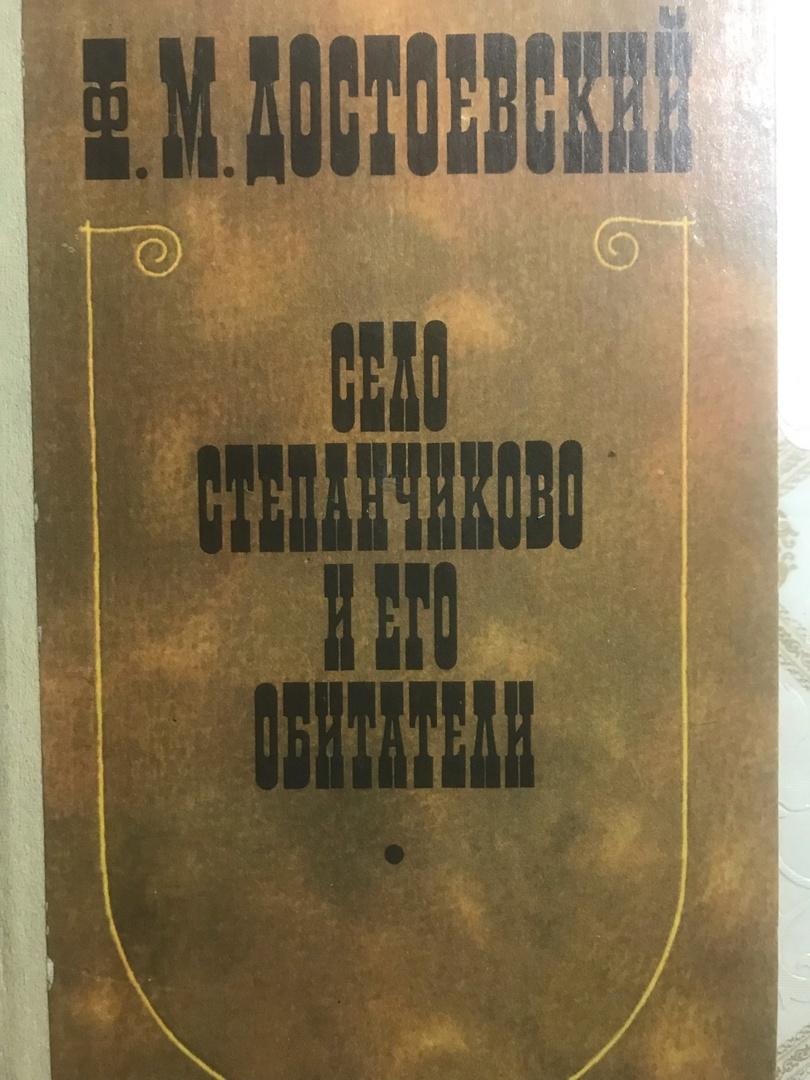 Ф. М. ДОСТОЕВСКИЙ
СЕЛО
СТЕПАНЧИКОВО
И ЕГО
ОБИТАТЕЛИ